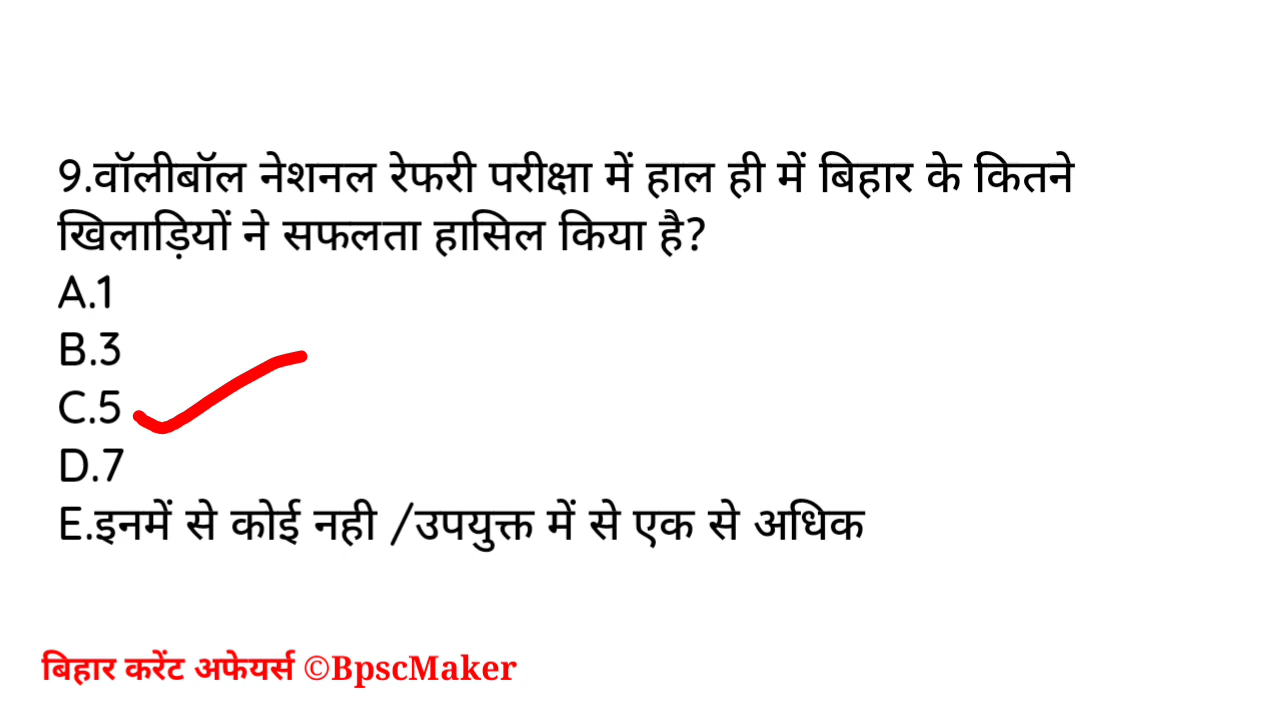 9.वॉलीबॉल नेशनल रेफरी परीक्षा में हाल ही में बिहार के कितने
खिलाड़ियों ने सफलता हासिल किया है?
A.1
B.3
C.5
D.7
E.इनमें से कोई नही /उपयुक्त में से एक से अधिक
बिहार करेंट अफेयर्स ©BpscMaker